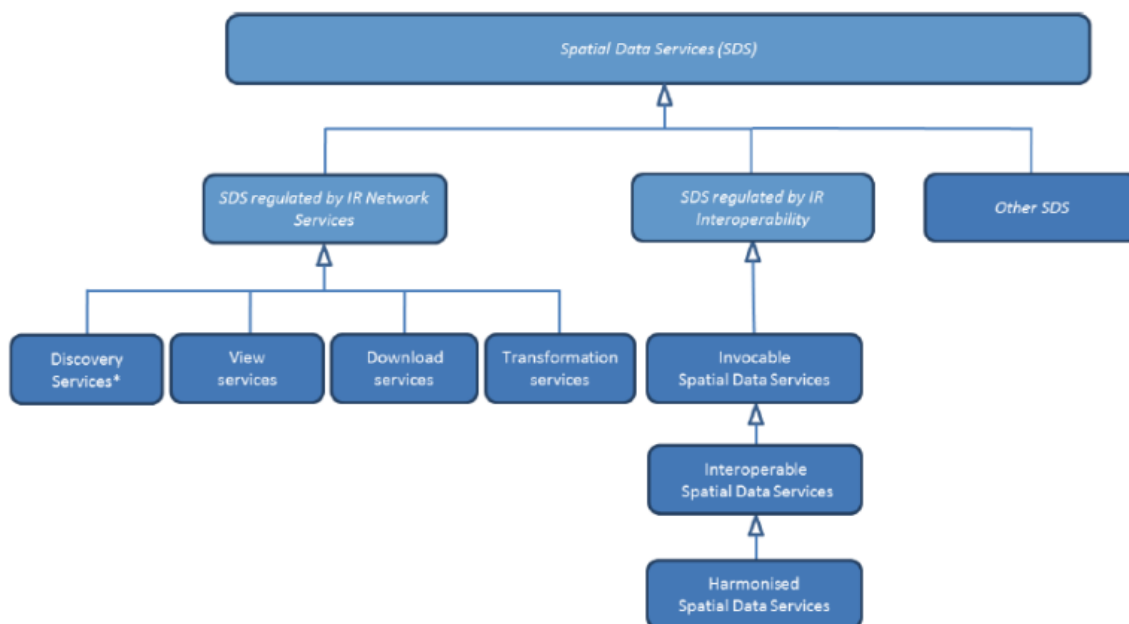 Spatial Data Services (SDS)
SDS regulated by IR Network
Services
SDS regulated by IR
Interoperability
Other SDS
Discovery
Services*
View
services
Download
services
Transformation
services
Invocable
Spatial Data Services
Interoperable
Spatial Data Services
Harmonised
Spatial Data Services